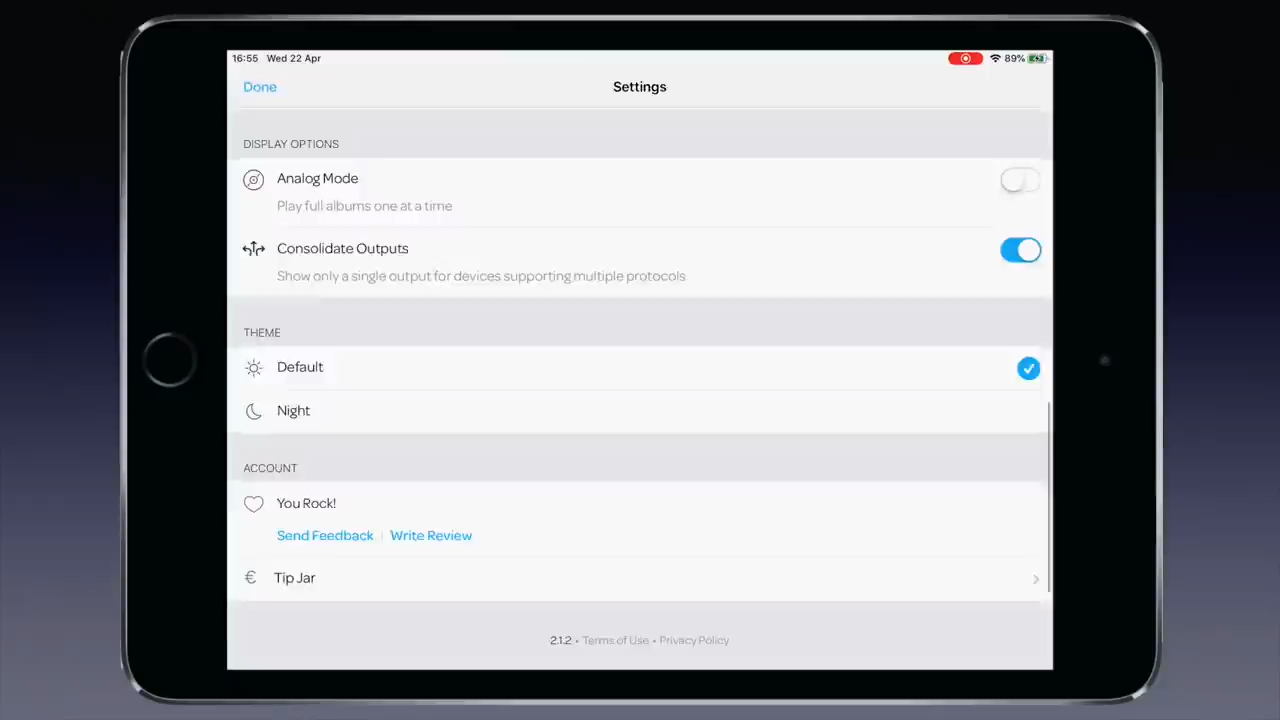 16:55 Wed 22 Apr
89%
Done
Settings
DISPLAY OPTIONS
Analog Mode
Play full albums one at a time
Consolidate Outputs
Show only a single output for devices supporting multiple protocols
THEME
Default
Night
ACCOUNT
You Rock!
Send Feedback | Write Review
€ Tip Jar
2.1.2 • Terms of Use • Privacy Policy